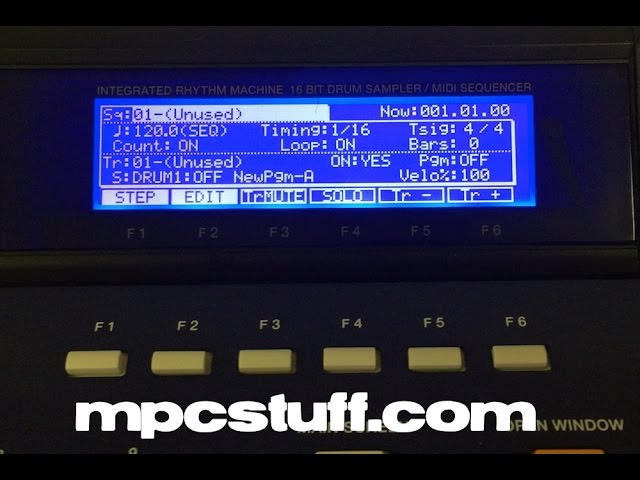 INTEGRATED RHYTHM MACHINE 16 BIT DRUM SAMPLER / MIDI SEQUENCER
Sq:01-(Unused) Now:001.01.00
♩:120.0(SEQ) Timing:1/16 Tsig: 4 / 4
Count: ON Loop: ON Bars: 0
Tr:01-(Unused) ON:YES Pgm:OFF
S:DRUM1:OFF NewPgm-A Velo%:100
STEP EDIT TrMUTE SOLO Tr - Tr +
F1 F2 F3 F4 F5 F6
F1 F2 F3 F4 F5 F6
mpcstuff.com
MAIN SCREEN OPEN WINDOW